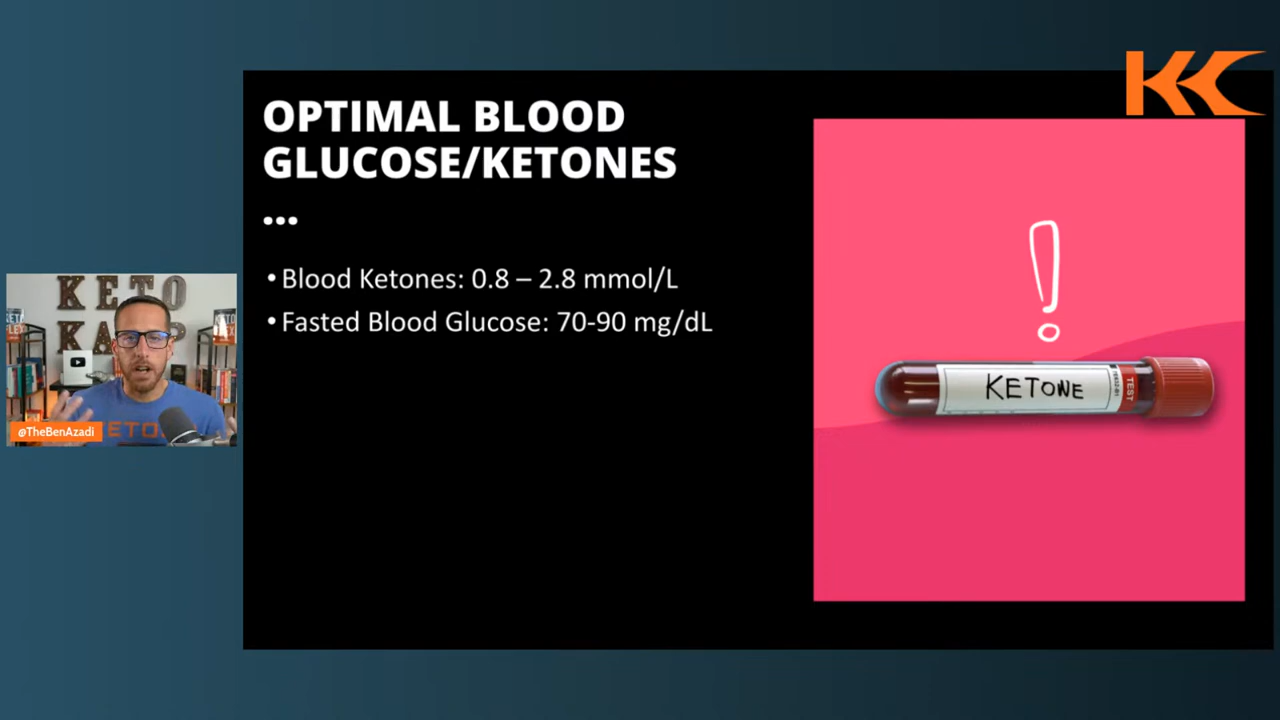 OPTIMAL BLOOD
GLUCOSE/KETONES
...
• Blood Ketones: 0.8 – 2.8 mmol/L
• Fasted Blood Glucose: 70-90 mg/dL
KETONE
TEST
KETO
@TheBenAzadi
KC